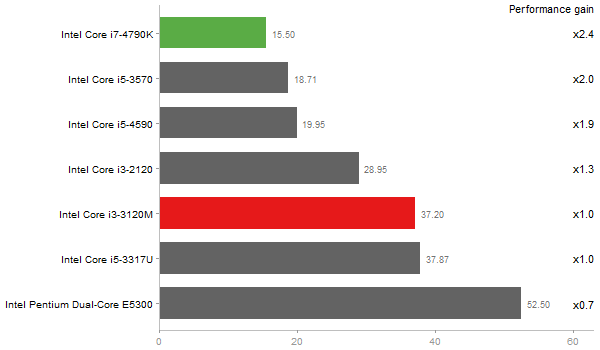 Performance gain
Intel Core i7-4790K 15.50 x2.4
Intel Core i5-3570 18.71 x2.0
Intel Core i5-4590 19.95 x1.9
Intel Core i3-2120 28.95 x1.3
Intel Core i3-3120M 37.20 x1.0
Intel Core i5-3317U 37.87 x1.0
Intel Pentium Dual-Core E5300 52.50 x0.7
0 20 40 60